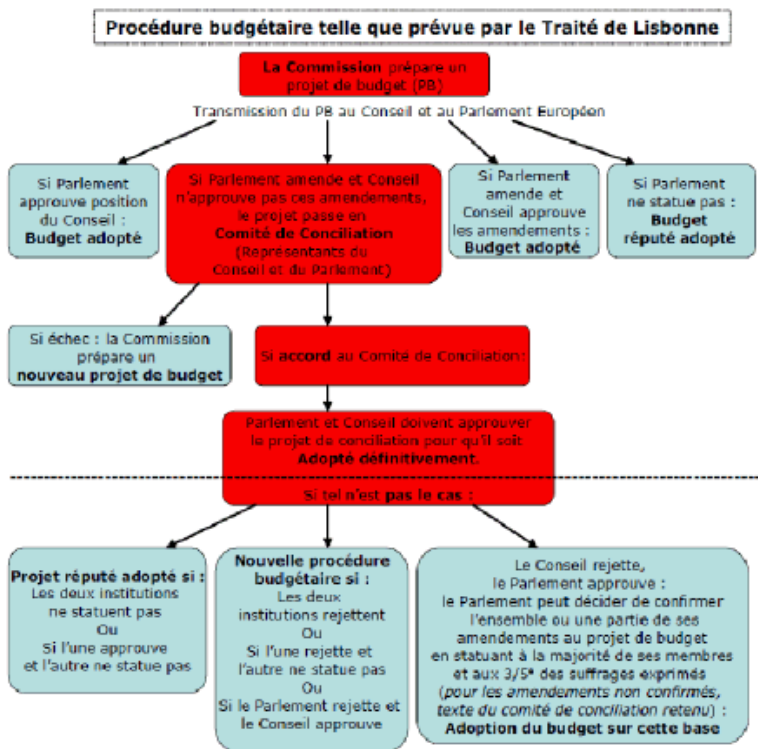 Procédure budgétaire telle que prévue par le Traité de Lisbonne
La Commission prépare un
projet de budget (PB)
Transmission du PB au Conseil et au Parlement Européen
Si Parlement
approuve position
du Conseil :
Budget adopté
Si Parlement amende et Conseil
n'approuve pas ces amendements,
le projet passe en
Comité de Conciliation
(Représentants du
Conseil et du Parlement)
Si Parlement
amende et
Conseil approuve
les amendements :
Budget adopté
Si Parlement
ne statue pas :
Budget
réputé adopté
Si échec : la Commission
prépare un
nouveau projet de budget
Si accord au Comité de Conciliation:
Parlement et Conseil doivent approuver
le projet de conciliation pour qu'il soit
Adopté définitivement.
Si tel n'est pas le cas :
Projet réputé adopté si :
Les deux institutions
ne statuent pas
Ou
Si l'une approuve
et l'autre ne statue pas
Nouvelle procédure
budgétaire si :
Les deux
institutions rejettent
Ou
Si l'une rejette et
l'autre ne statue pas
Ou
Si le Parlement rejette et
le Conseil approuve
Le Conseil rejette,
le Parlement approuve :
le Parlement peut décider de confirmer
l'ensemble ou une partie de ses
amendements au projet de budget
en statuant à la majorité de ses membres
et aux 3/5e des suffrages exprimés
(pour les amendements non confirmés,
texte du comité de conciliation retenu) :
Adoption du budget sur cette base